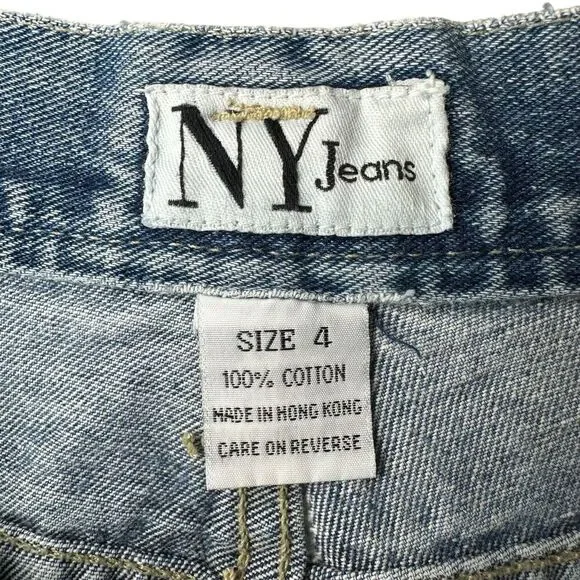 NY Jeans
SIZE 4
100% COTTON
MADE IN HONG KONG
CARE ON REVERSE